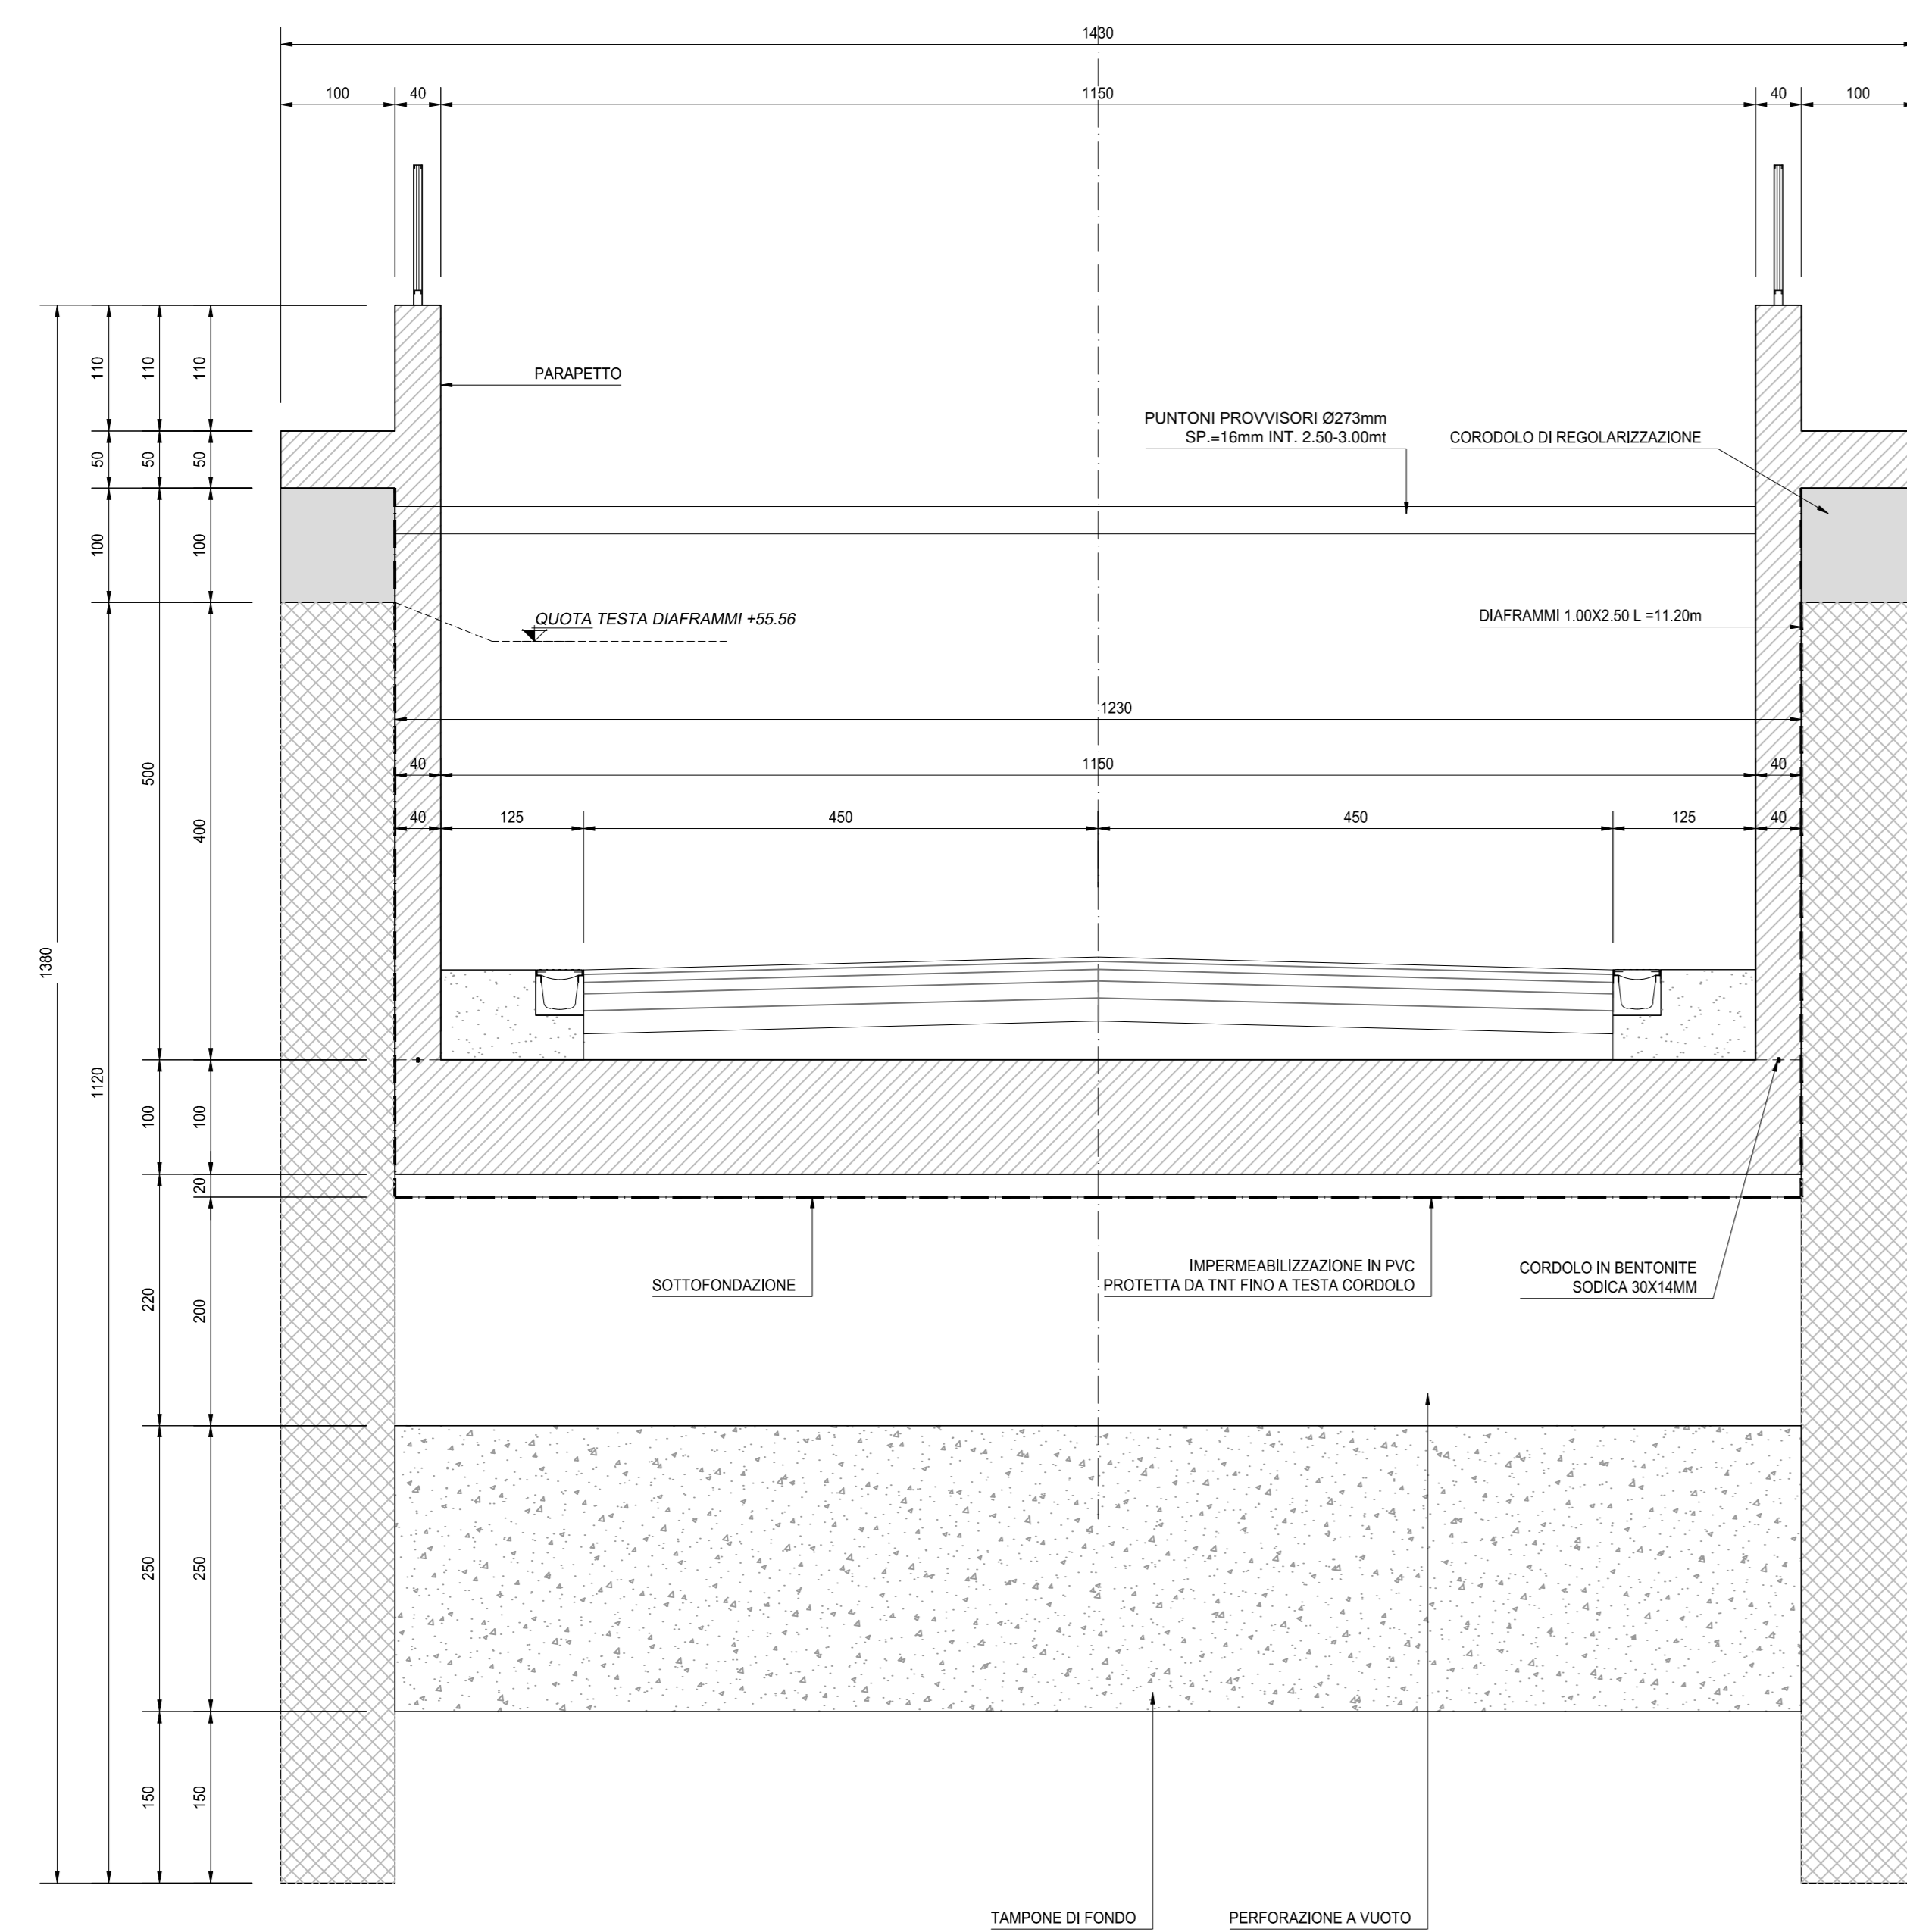 1430
100 40 1150 40 100
110 110 110
PARAPETTO
PUNTONI PROVVISORI Ø273mm
SP.=16mm INT. 2.50-3.00mt
CORODOLO DI REGOLARIZZAZIONE
50 50 50
100 100
QUOTA TESTA DIAFRAMMI +55.56
DIAFRAMMI 1.00X2.50 L =11.20m
1230
500
40 1150 40
40 125 450 450 125 40
400
1380
1120
100 100
20
IMPERMEABILIZZAZIONE IN PVC
PROTETTA DA TNT FINO A TESTA CORDOLO
CORDOLO IN BENTONITE
SODICA 30X14MM
SOTTOFONDAZIONE
220 200
250 250
150 150
TAMPONE DI FONDO
PERFORAZIONE A VUOTO